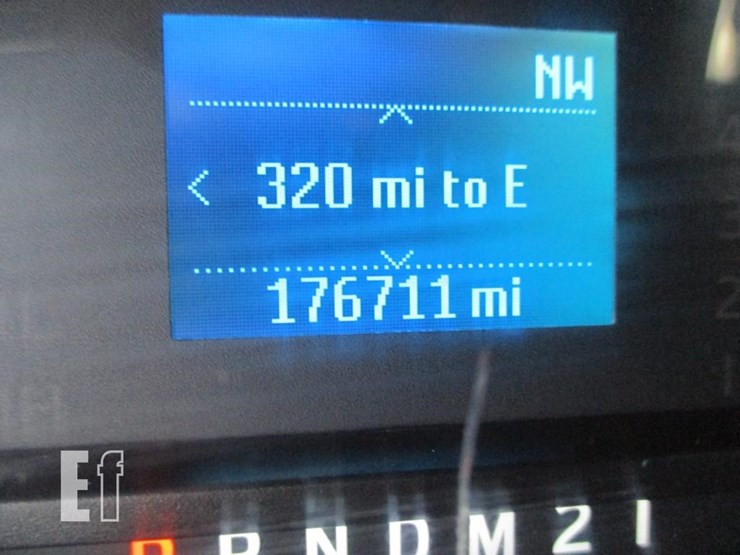 NW
< 320 mi to E
176711 mi
Ef
P R N D M 2 1